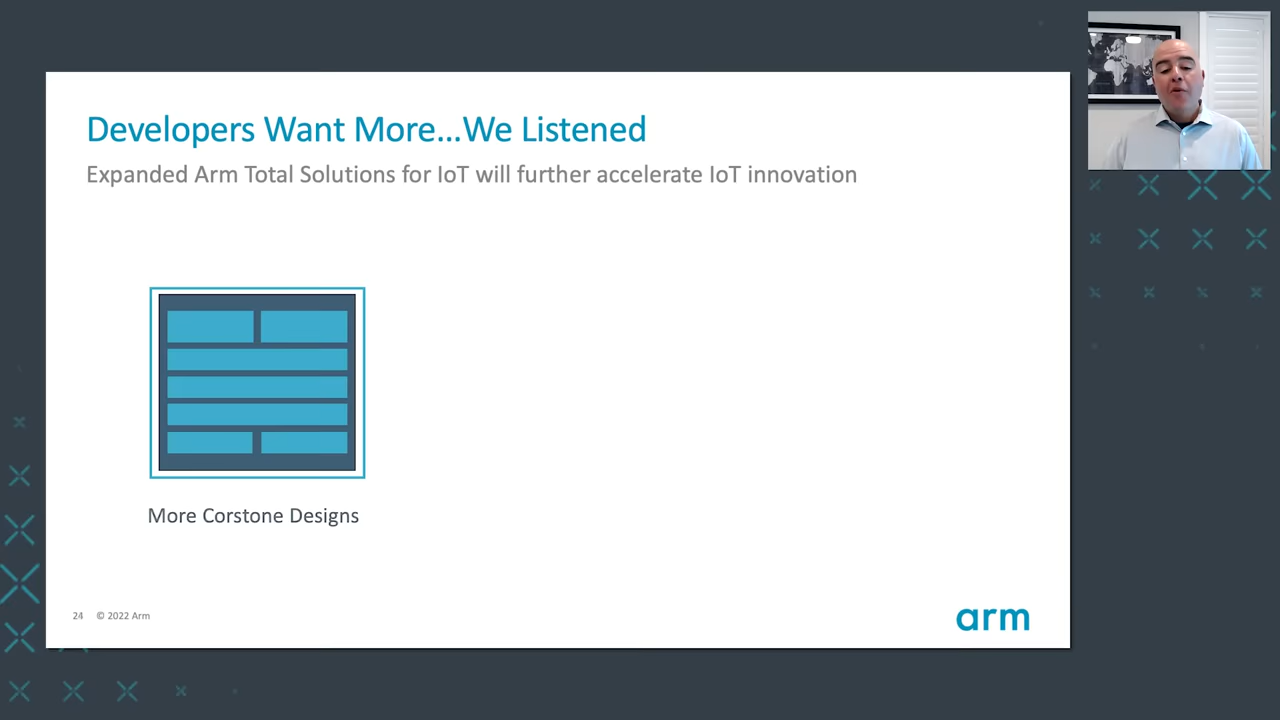 Developers Want More...We Listened
Expanded Arm Total Solutions for IoT will further accelerate IoT innovation
More Corstone Designs
24 © 2022 Arm
arm